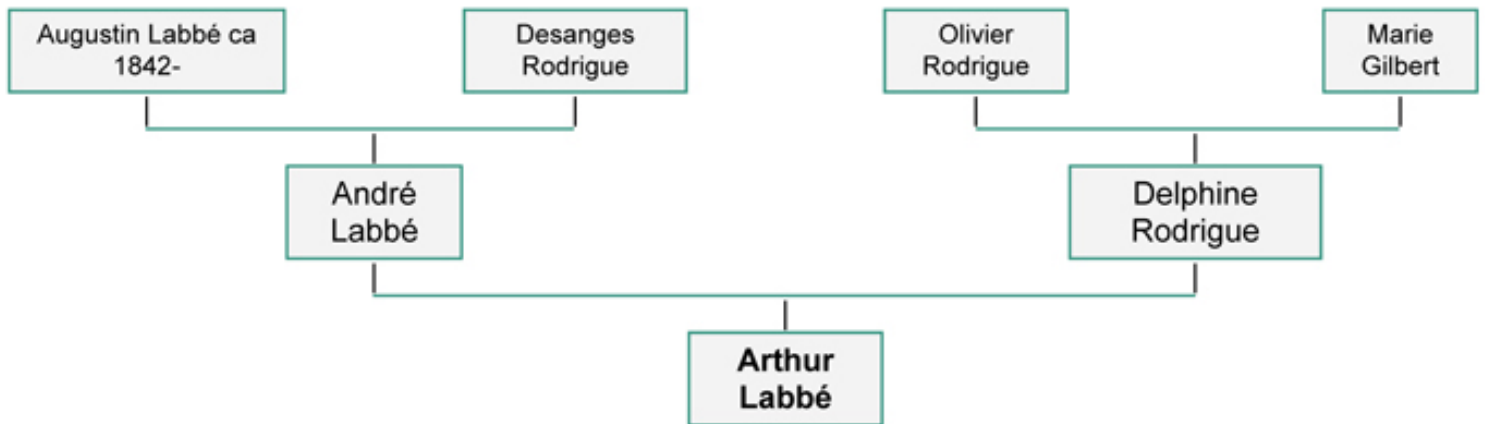 Augustin Labbé ca
1842-
Desanges
Rodrigue
Olivier
Rodrigue
Marie
Gilbert
André
Labbé
Delphine
Rodrigue
Arthur
Labbé